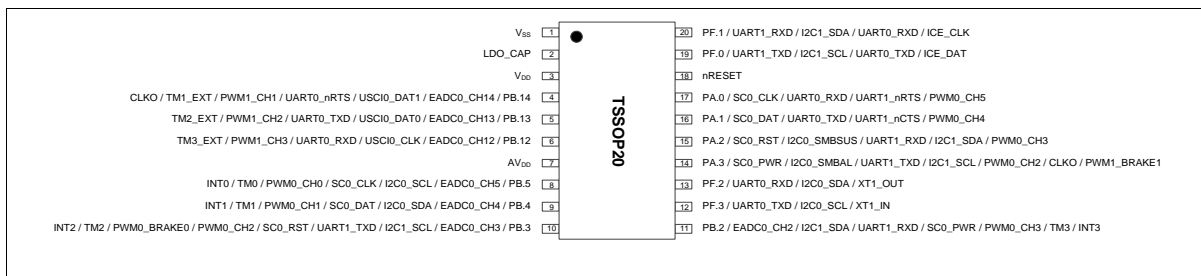 VSS 1
LDO_CAP 2
VDD 3
CLKO / TM1_EXT / PWM1_CH1 / UART0_nRTS / USCI0_DAT1 / EADC0_CH14 / PB.14 4
TM2_EXT / PWM1_CH2 / UART0_TXD / USCI0_DAT0 / EADC0_CH13 / PB.13 5
TM3_EXT / PWM1_CH3 / UART0_RXD / USCI0_CLK / EADC0_CH12 / PB.12 6
AVDD 7
INT0 / TM0 / PWM0_CH0 / SC0_CLK / I2C0_SCL / EADC0_CH5 / PB.5 8
INT1 / TM1 / PWM0_CH1 / SC0_DAT / I2C0_SDA / EADC0_CH4 / PB.4 9
INT2 / TM2 / PWM0_BRAKE0 / PWM0_CH2 / SC0_RST / UART1_TXD / I2C1_SCL / EADC0_CH3 / PB.3 10
TSSOP20
20 PF.1 / UART1_RXD / I2C1_SDA / UART0_RXD / ICE_CLK
19 PF.0 / UART1_TXD / I2C1_SCL / UART0_TXD / ICE_DAT
18 nRESET
17 PA.0 / SC0_CLK / UART0_RXD / UART1_nRTS / PWM0_CH5
16 PA.1 / SC0_DAT / UART0_TXD / UART1_nCTS / PWM0_CH4
15 PA.2 / SC0_RST / I2C0_SMBSUS / UART1_RXD / I2C1_SDA / PWM0_CH3
14 PA.3 / SC0_PWR / I2C0_SMBAL / UART1_TXD / I2C1_SCL / PWM0_CH2 / CLKO / PWM1_BRAKE1
13 PF.2 / UART0_RXD / I2C0_SDA / XT1_OUT
12 PF.3 / UART0_TXD / I2C0_SCL / XT1_IN
11 PB.2 / EADC0_CH2 / I2C1_SDA / UART1_RXD / SC0_PWR / PWM0_CH3 / TM3 / INT3